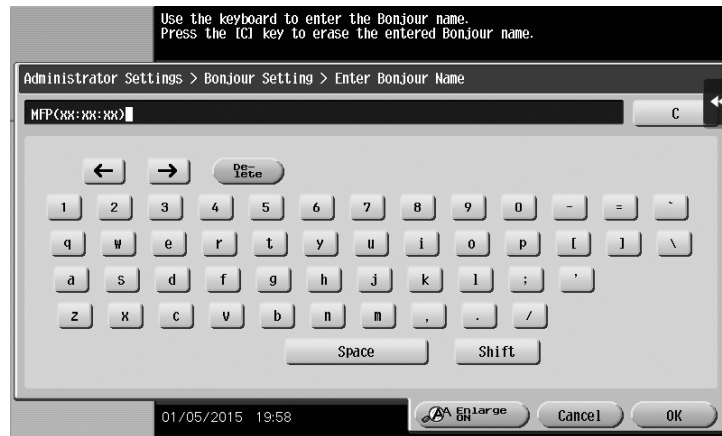 Use the keyboard to enter the Bonjour name.
Press the [C] key to erase the entered Bonjour name.
Administrator Settings > Bonjour Setting > Enter Bonjour Name
MFP(xx:xx:xx)
C
← → De-lete
1 2 3 4 5 6 7 8 9 0 - = `
q w e r t y u i o p [ ] \
a s d f g h j k l ; '
z x c v b n m , . /
Space Shift
01/05/2015 19:58 Enlarge ON Cancel OK